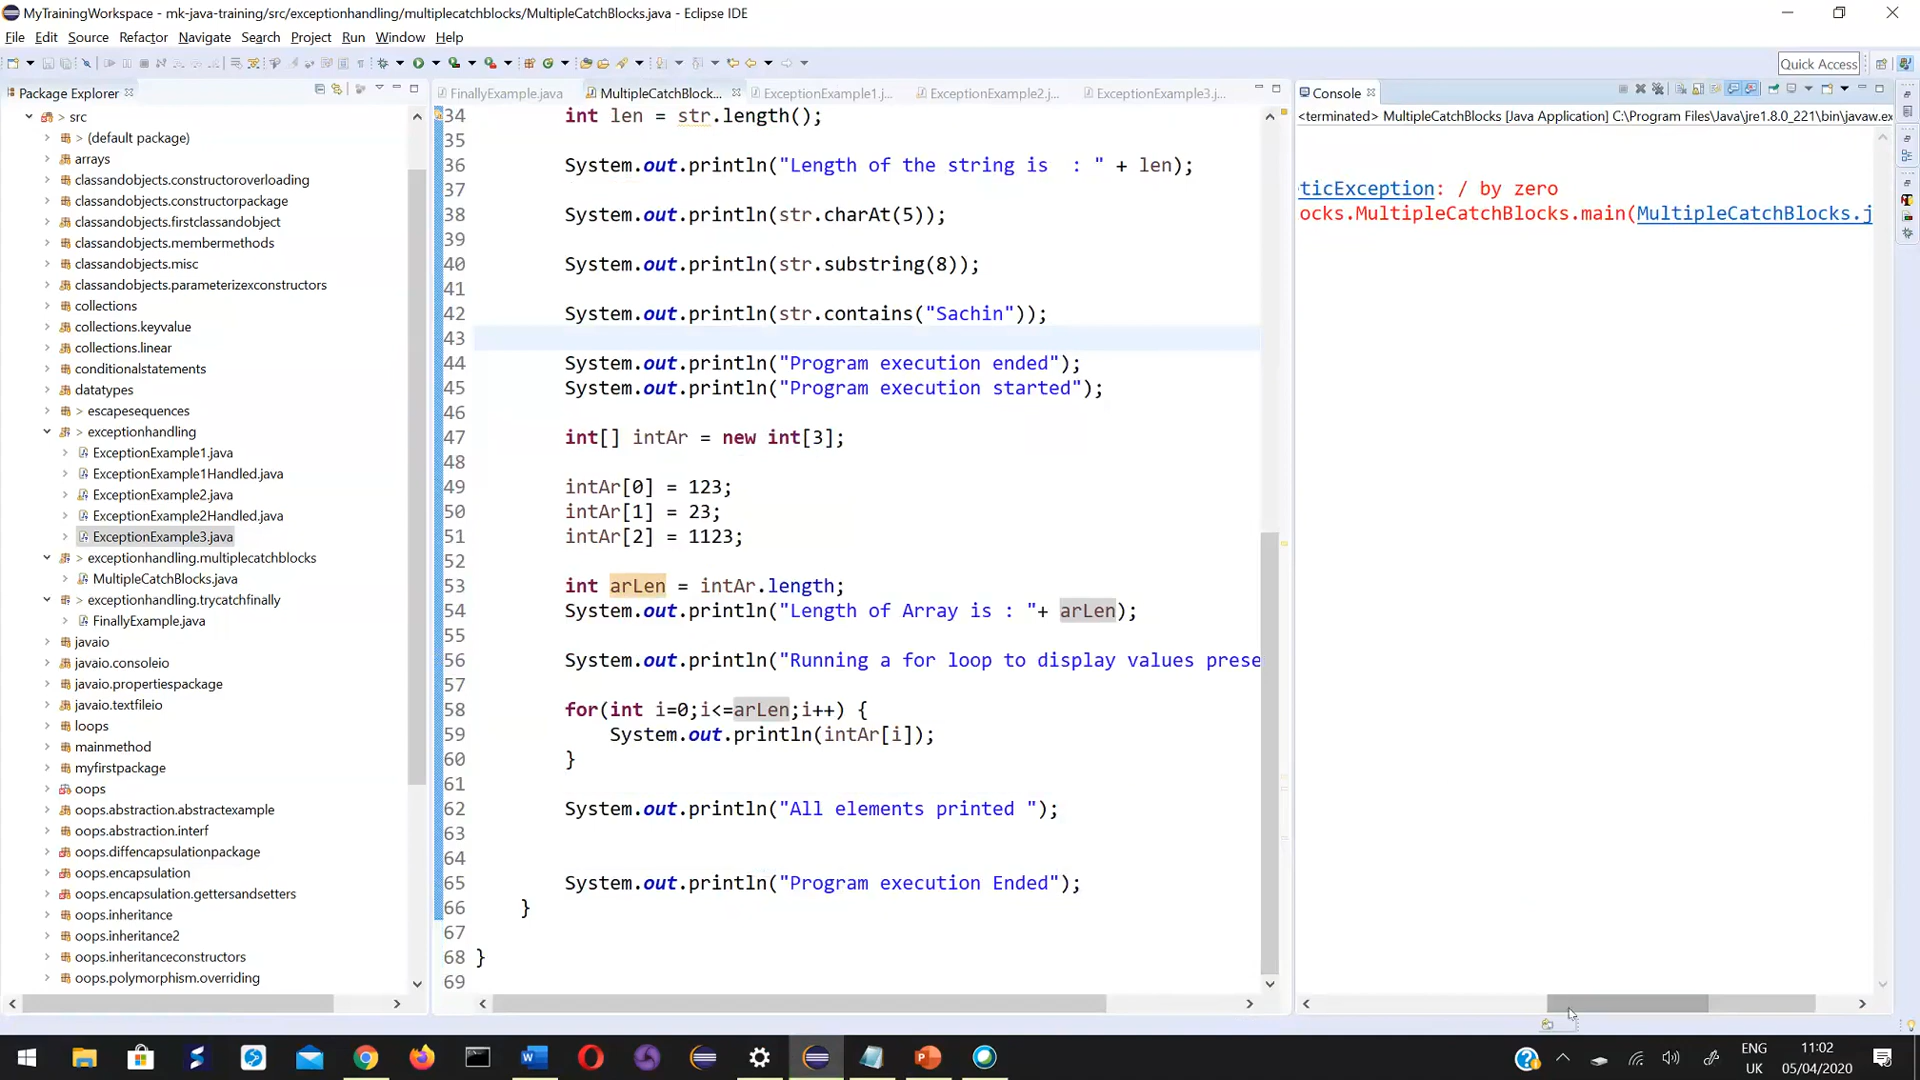 MyTrainingWorkspace - mk-java-training/src/exceptionhandling/multiplecatchblocks/MultipleCatchBlocks.java - Eclipse IDE
File Edit Source Refactor Navigate Search Project Run Window Help
Quick Access
Package Explorer
src
> (default package)
arrays
classandobjects.constructoroverloading
classandobjects.constructorpackage
classandobjects.firstclassandobject
classandobjects.membermethods
classandobjects.misc
classandobjects.parameterizexconstructors
collections
collections.keyvalue
collections.linear
conditionalstatements
datatypes
> escapesequences
> exceptionhandling
ExceptionExample1.java
ExceptionExample1Handled.java
ExceptionExample2.java
ExceptionExample2Handled.java
ExceptionExample3.java
> exceptionhandling.multiplecatchblocks
MultipleCatchBlocks.java
> exceptionhandling.trycatchfinally
FinallyExample.java
javaio
javaio.consoleio
javaio.propertiespackage
javaio.textfileio
loops
mainmethod
myfirstpackage
oops
oops.abstraction.abstractexample
oops.abstraction.interf
oops.diffencapsulationpackage
oops.encapsulation
oops.encapsulation.gettersandsetters
oops.inheritance
oops.inheritance2
oops.inheritanceconstructors
oops.polymorphism.overriding
FinallyExample.java MultipleCatchBlock... ExceptionExample1.j... ExceptionExample2.j... ExceptionExample3.j...
34 int len = str.length();
35
36 System.out.println("Length of the string is  : " + len);
37
38 System.out.println(str.charAt(5));
39
40 System.out.println(str.substring(8));
41
42 System.out.println(str.contains("Sachin"));
43
44 System.out.println("Program execution ended");
45 System.out.println("Program execution started");
46
47 int[] intAr = new int[3];
48
49 intAr[0] = 123;
50 intAr[1] = 23;
51 intAr[2] = 1123;
52
53 int arLen = intAr.length;
54 System.out.println("Length of Array is : "+ arLen);
55
56 System.out.println("Running a for loop to display values prese
57
58 for(int i=0;i<=arLen;i++) {
59 System.out.println(intAr[i]);
60 }
61
62 System.out.println("All elements printed ");
63
64
65 System.out.println("Program execution Ended");
66 }
67
68 }
69
Console
<terminated> MultipleCatchBlocks [Java Application] C:\Program Files\Java\jre1.8.0_221\bin\javaw.ex
ticException: / by zero
ocks.MultipleCatchBlocks.main(MultipleCatchBlocks.j
ENG
UK
11:02
05/04/2020